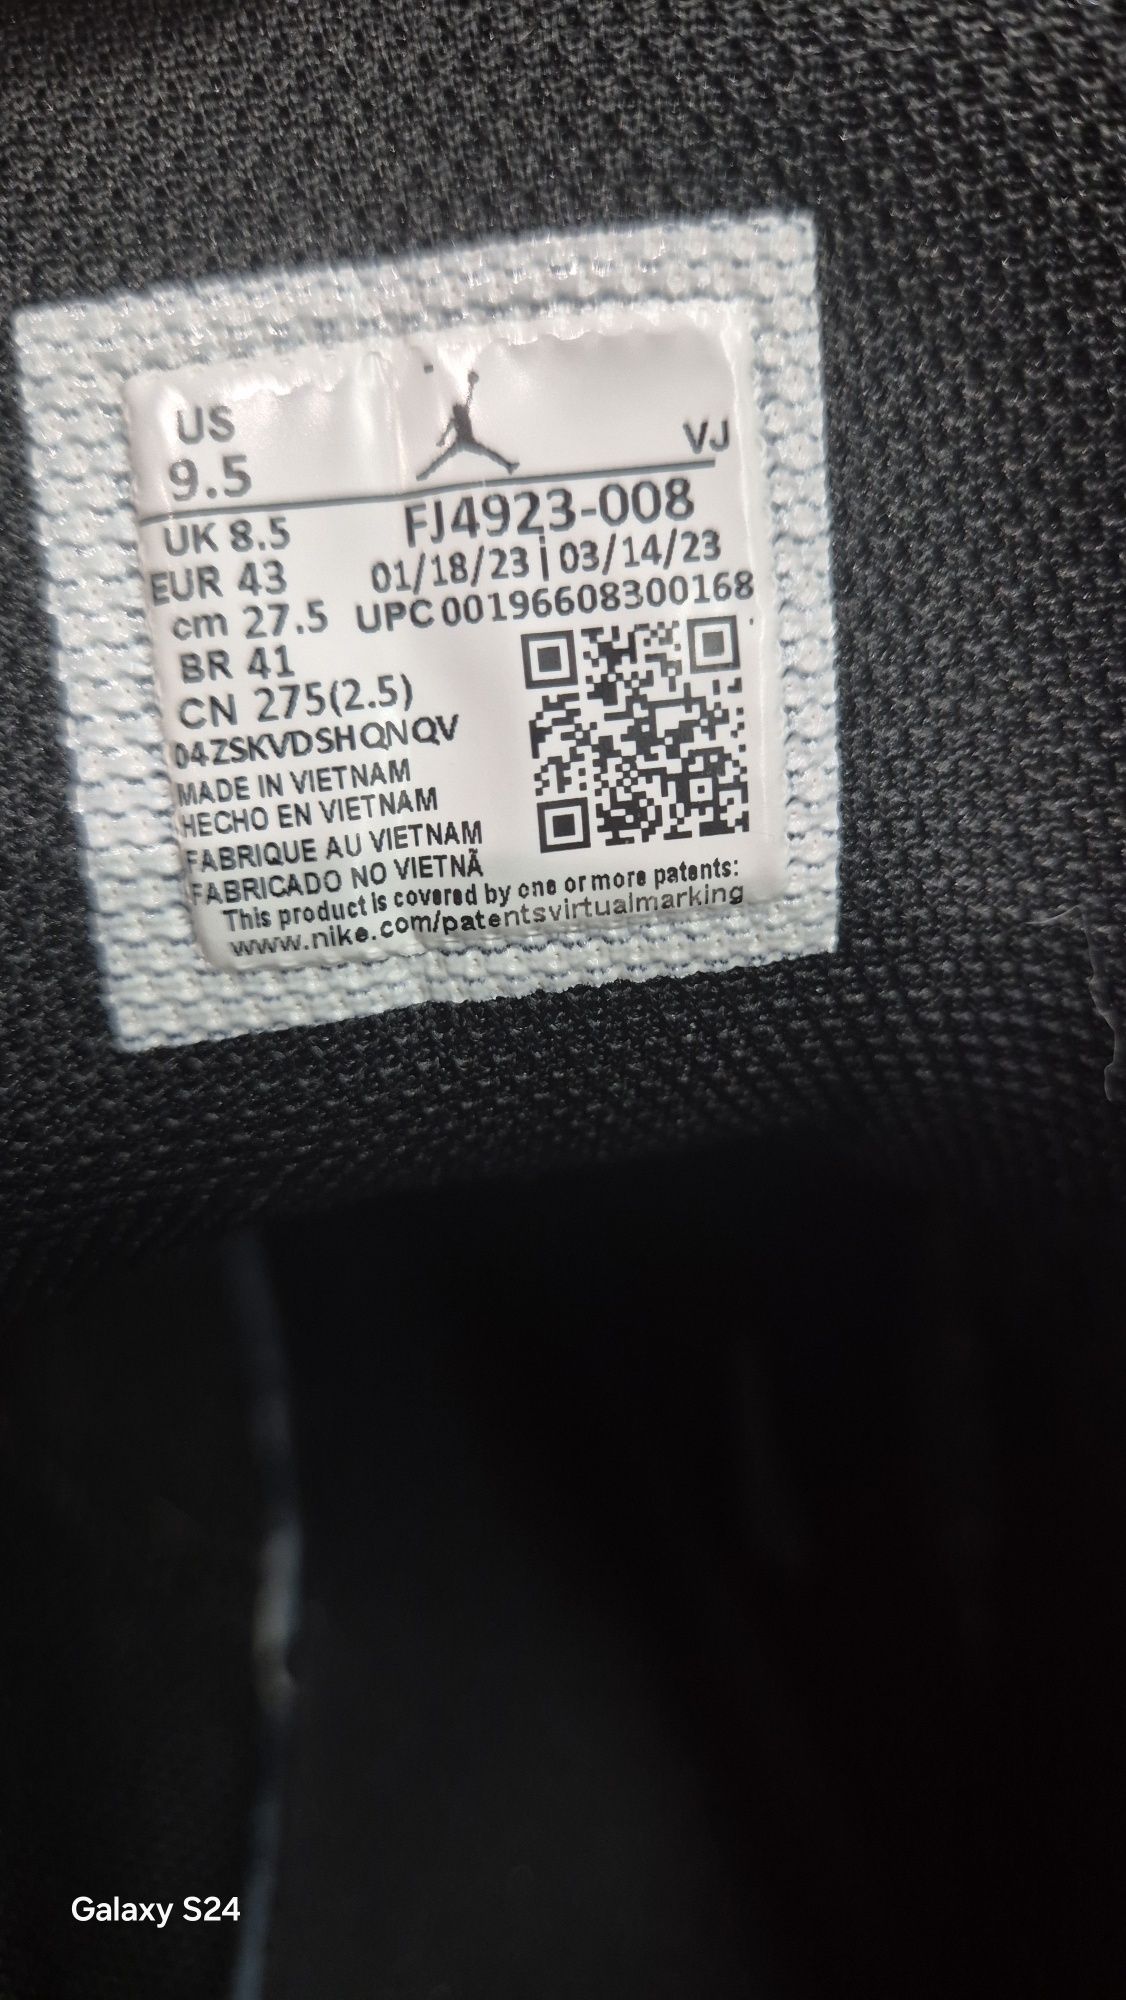 US
9.5
VJ
UK 8.5
EUR 43
cm 27.5
BR 41
CN 275(2.5)
FJ4923-008
01/18/23 | 03/14/23
UPC 00196608300168
04ZSKVDSHQNQV
MADE IN VIETNAM
HECHO EN VIETNAM
FABRIQUE AU VIETNAM
FABRICADO NO VIETNÃ
This product is covered by one or more patents:
www.nike.com/patentsvirtualmarking
Galaxy S24